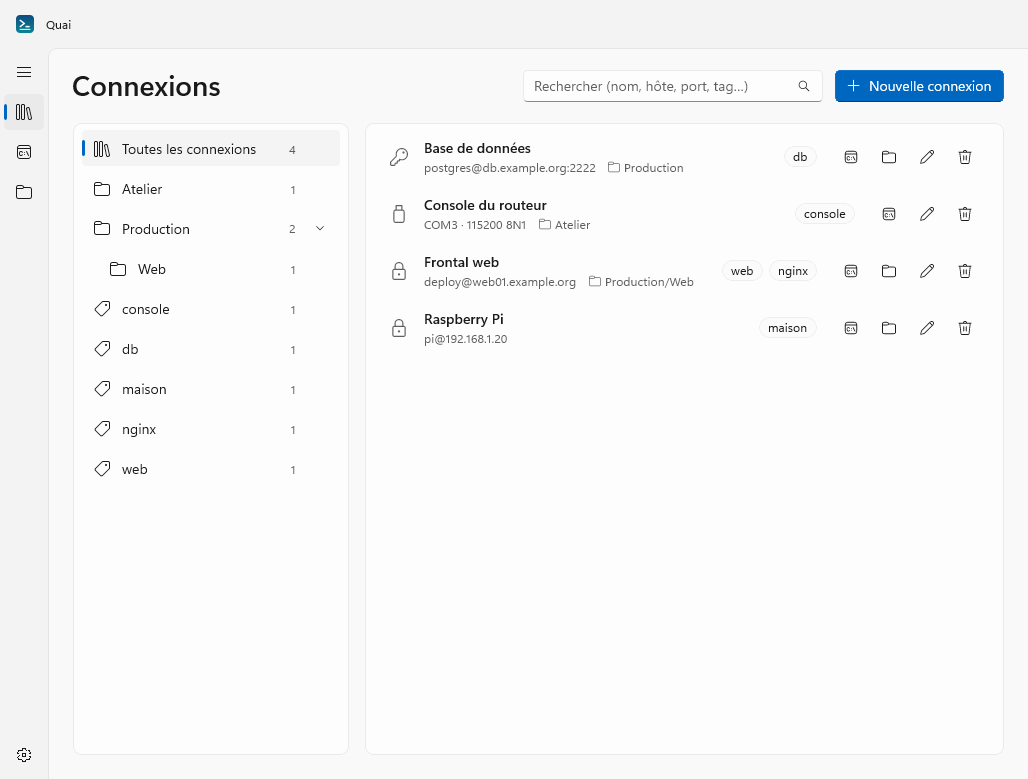 Quai
Connexions
Rechercher (nom, hôte, port, tag...)
Nouvelle connexion
Toutes les connexions 4
Atelier 1
Production 2
Web 1
console 1
db 1
maison 1
nginx 1
web 1
Base de données
postgres@db.example.org:2222 Production
db
Console du routeur
COM3 · 115200 8N1 Atelier
console
Frontal web
deploy@web01.example.org Production/Web
web nginx
Raspberry Pi
pi@192.168.1.20
maison